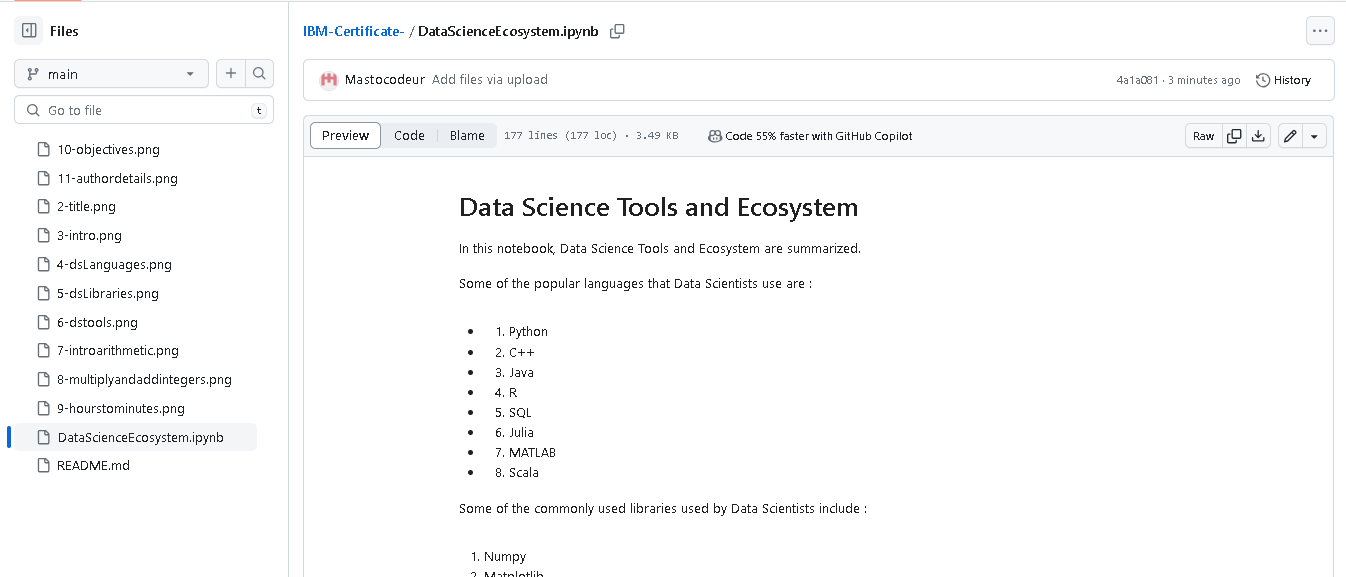 Files
main
Go to file
t
10-objectives.png
11-authordetails.png
2-title.png
3-intro.png
4-dsLanguages.png
5-dsLibraries.png
6-dstools.png
7-introarithmetic.png
8-multiplyandaddintegers.png
9-hourstominutes.png
DataScienceEcosystem.ipynb
README.md
IBM-Certificate- / DataScienceEcosystem.ipynb
Mastocodeur Add files via upload
4a1a081 · 3 minutes ago
History
Preview Code Blame 177 lines (177 loc) · 3.49 KB Code 55% faster with GitHub Copilot Raw
Data Science Tools and Ecosystem
In this notebook, Data Science Tools and Ecosystem are summarized.
Some of the popular languages that Data Scientists use are :
• 1. Python
• 2. C++
• 3. Java
• 4. R
• 5. SQL
• 6. Julia
• 7. MATLAB
• 8. Scala
Some of the commonly used libraries used by Data Scientists include :
1. Numpy
2. Matplotlib